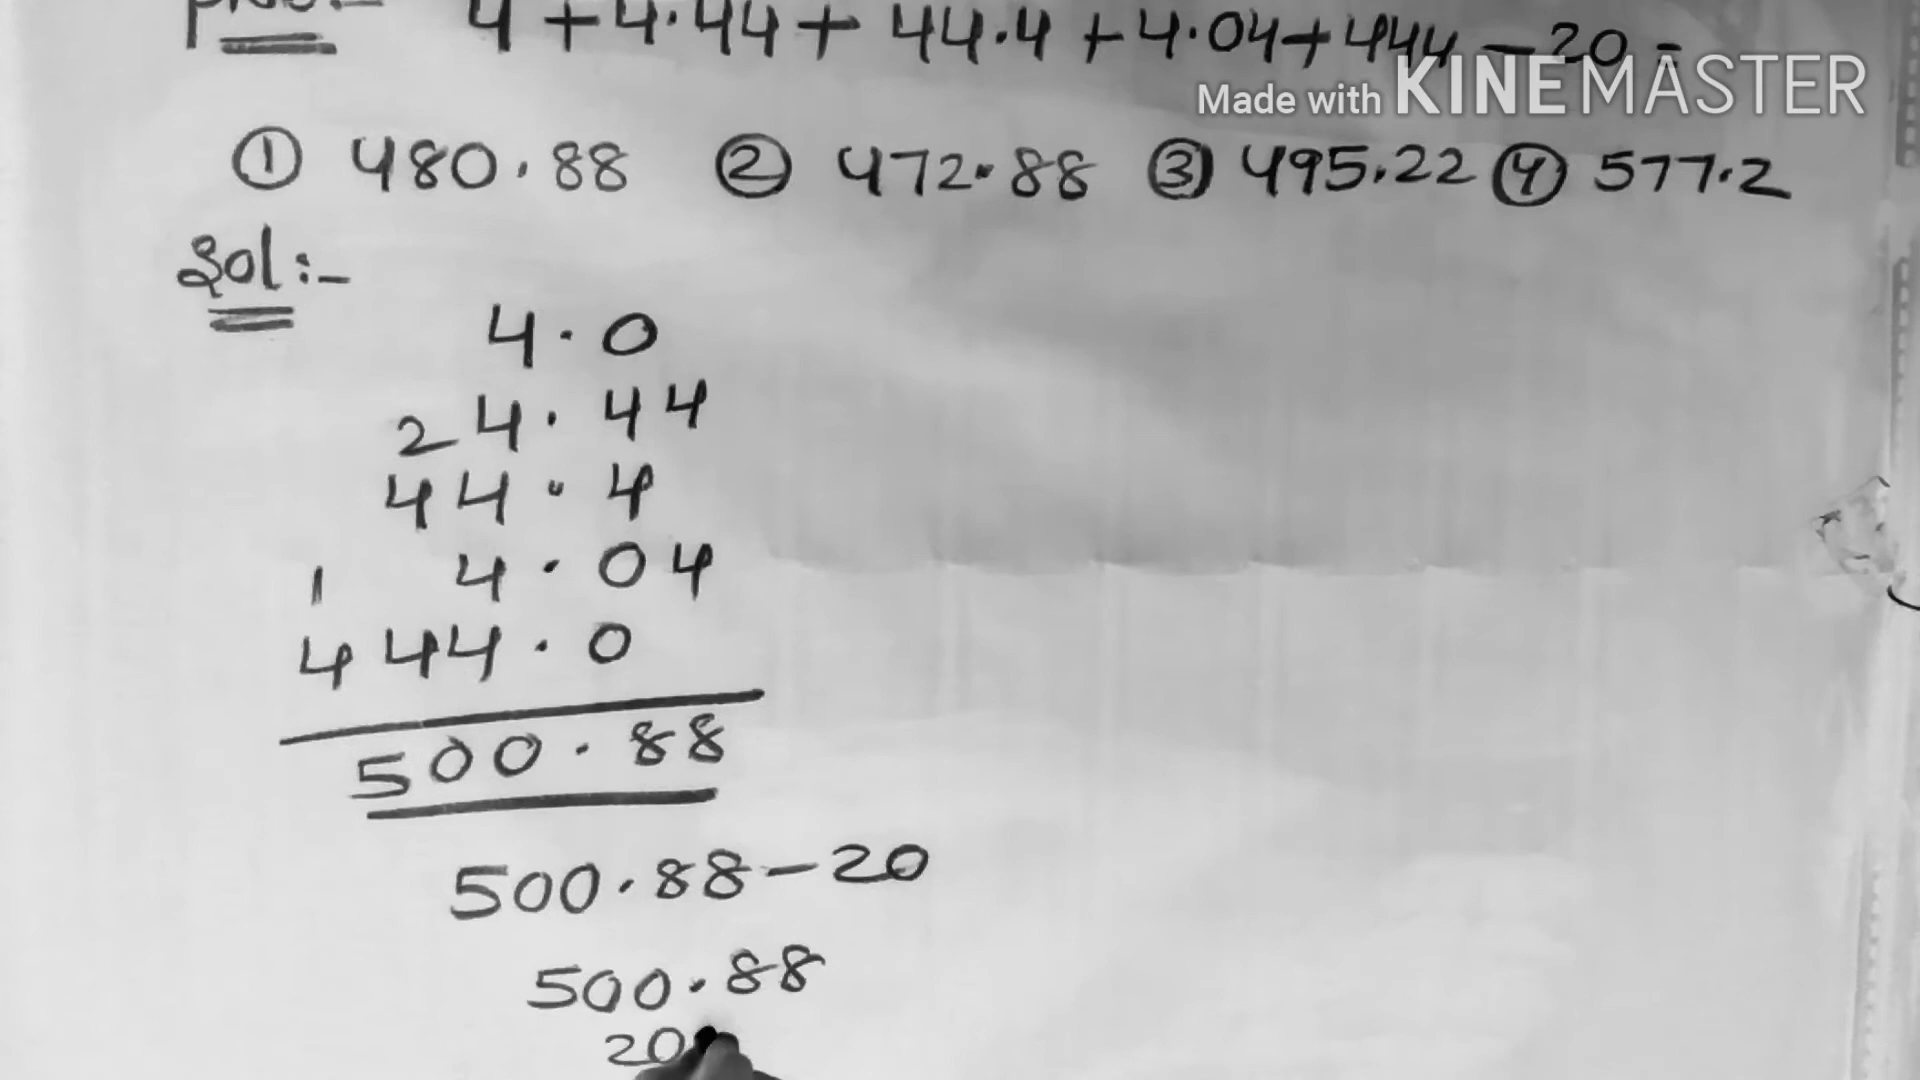 4 + 4.44 + 44.4 + 4.04 + 444 - 20 =
Made with KINEMASTER
① 480.88 ② 472.88 ③ 495.22 ④ 577.2
Sol:-
4.0
2 4.44
44.4
1 4.04
444.0
500.88
500.88-20
500.88
20